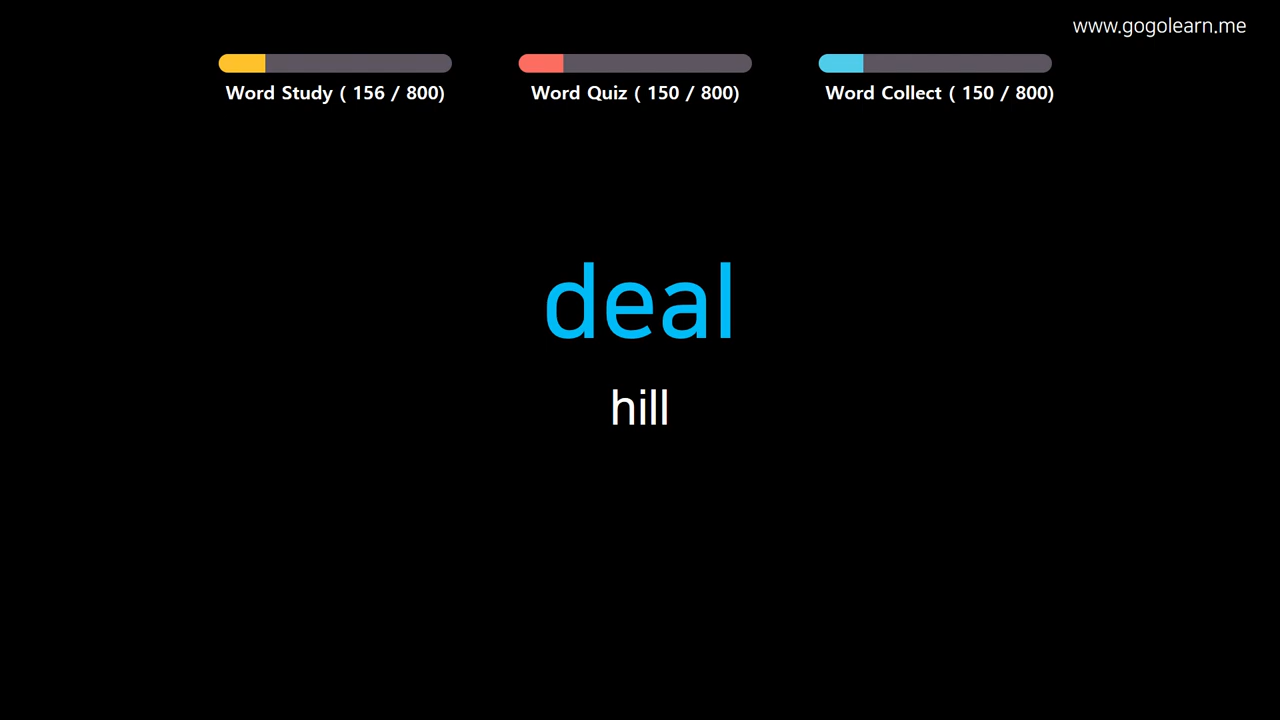 www.gogolearn.me
Word Study ( 156 / 800)
Word Quiz ( 150 / 800)
Word Collect ( 150 / 800)
deal
hill